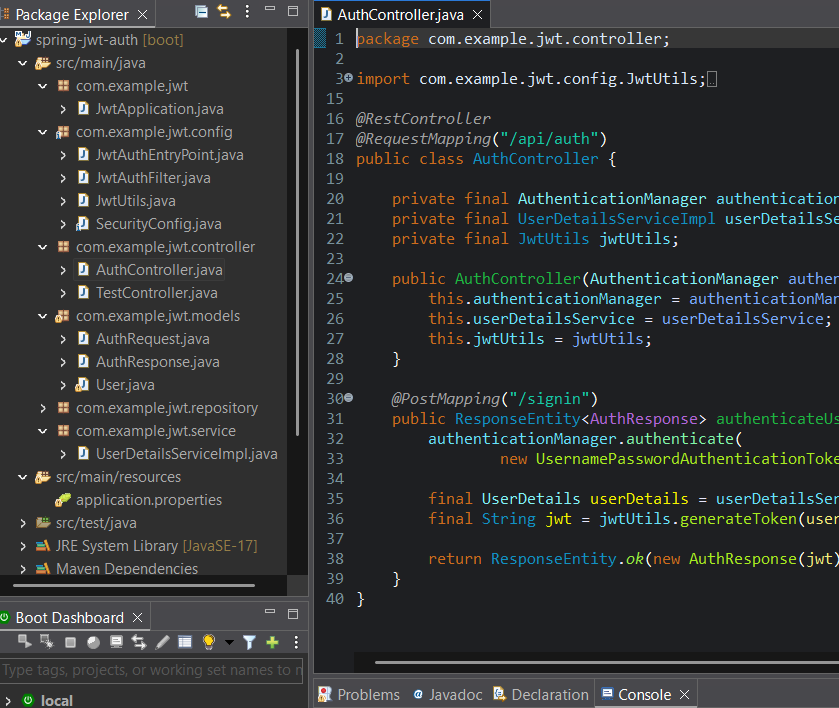 Package Explorer
spring-jwt-auth [boot]
src/main/java
com.example.jwt
JwtApplication.java
com.example.jwt.config
JwtAuthEntryPoint.java
JwtAuthFilter.java
JwtUtils.java
SecurityConfig.java
com.example.jwt.controller
AuthController.java
TestController.java
com.example.jwt.models
AuthRequest.java
AuthResponse.java
User.java
com.example.jwt.repository
com.example.jwt.service
UserDetailsServiceImpl.java
src/main/resources
application.properties
src/test/java
JRE System Library [JavaSE-17]
Maven Dependencies
Boot Dashboard
Type tags, projects, or working set names to
local
AuthController.java
1 package com.example.jwt.controller;
2
3 import com.example.jwt.config.JwtUtils;
15
16 @RestController
17 @RequestMapping("/api/auth")
18 public class AuthController {
19
20     private final AuthenticationManager authentication
21     private final UserDetailsServiceImpl userDetailsSe
22     private final JwtUtils jwtUtils;
23
24     public AuthController(AuthenticationManager authen
25         this.authenticationManager = authenticationMan
26         this.userDetailsService = userDetailsService;
27         this.jwtUtils = jwtUtils;
28     }
29
30     @PostMapping("/signin")
31     public ResponseEntity<AuthResponse> authenticateUs
32         authenticationManager.authenticate(
33                 new UsernamePasswordAuthenticationToke
34
35         final UserDetails userDetails = userDetailsSer
36         final String jwt = jwtUtils.generateToken(user
37
38         return ResponseEntity.ok(new AuthResponse(jwt)
39     }
40 }
Problems
Javadoc
Declaration
Console